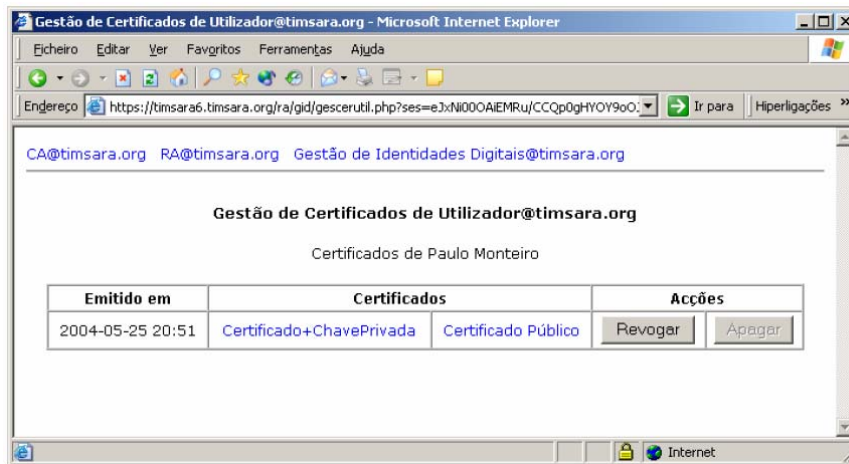 Gestão de Certificados de Utilizador@timsara.org - Microsoft Internet Explorer
Ficheiro Editar Ver Favoritos Ferramentas Ajuda
Endereço https://timsara6.timsara.org/ra/gid/gescerutil.php?ses= Ir para Hiperligações »
CA@timsara.org RA@timsara.org Gestão de Identidades Digitais@timsara.org
Gestão de Certificados de Utilizador@timsara.org
Certificados de Paulo Monteiro
Emitido em Certificados Acções
2004-05-25 20:51 Certificado+ChavePrivada Certificado Público Revogar Apagar
Internet